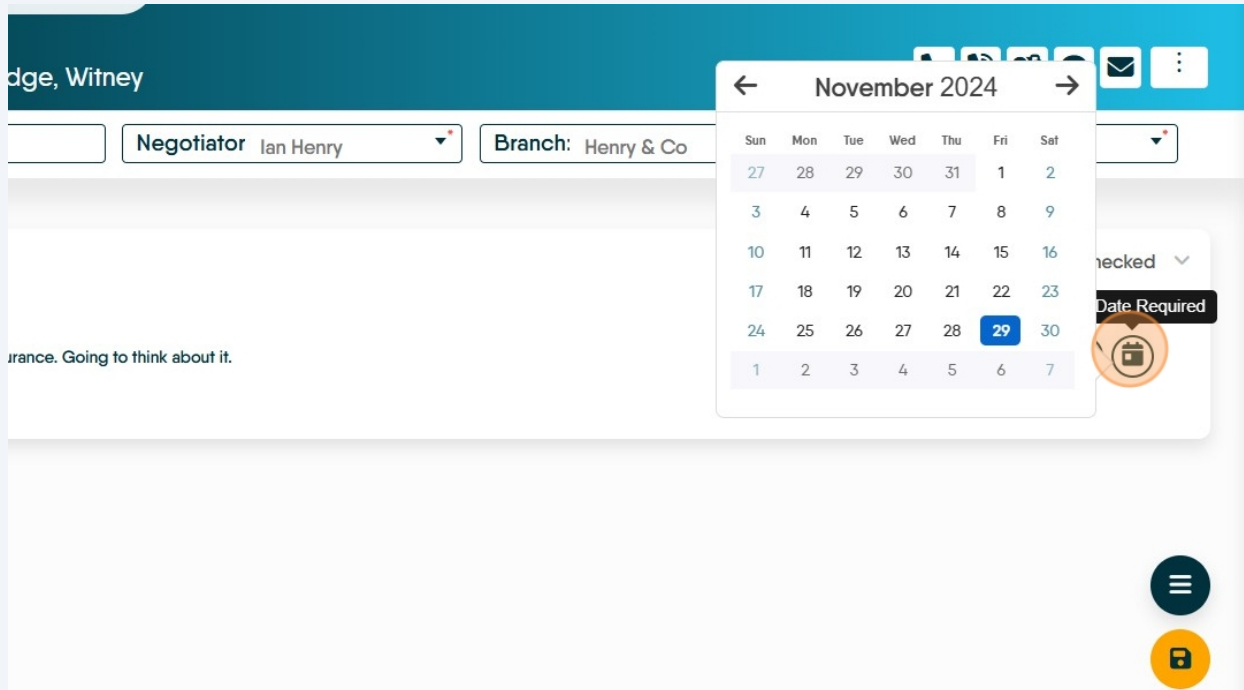 Witney
November 2024
Negotiator Ian Henry
Branch: Henry & Co
Sun Mon Tue Wed Thu Fri Sat
27 28 29 30 31 1 2
3 4 5 6 7 8 9
10 11 12 13 14 15 16
17 18 19 20 21 22 23
24 25 26 27 28 29 30
1 2 3 4 5 6 7
Date Required
Going to think about it.